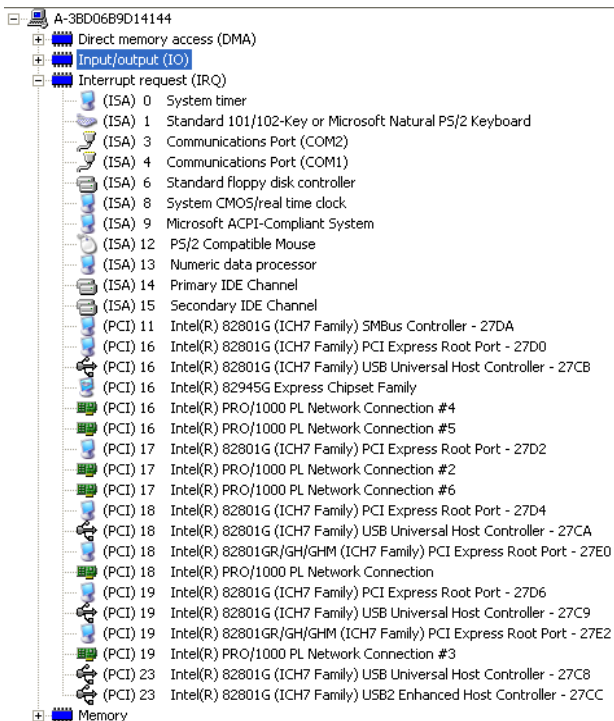 A-3BD06B9D14144
Direct memory access (DMA)
Input/output (IO)
Interrupt request (IRQ)
(ISA) 0 System timer
(ISA) 1 Standard 101/102-Key or Microsoft Natural PS/2 Keyboard
(ISA) 3 Communications Port (COM2)
(ISA) 4 Communications Port (COM1)
(ISA) 6 Standard floppy disk controller
(ISA) 8 System CMOS/real time clock
(ISA) 9 Microsoft ACPI-Compliant System
(ISA) 12 PS/2 Compatible Mouse
(ISA) 13 Numeric data processor
(ISA) 14 Primary IDE Channel
(ISA) 15 Secondary IDE Channel
(PCI) 11 Intel(R) 82801G (ICH7 Family) SMBus Controller - 27DA
(PCI) 16 Intel(R) 82801G (ICH7 Family) PCI Express Root Port - 27D0
(PCI) 16 Intel(R) 82801G (ICH7 Family) USB Universal Host Controller - 27CB
(PCI) 16 Intel(R) 82945G Express Chipset Family
(PCI) 16 Intel(R) PRO/1000 PL Network Connection #4
(PCI) 16 Intel(R) PRO/1000 PL Network Connection #5
(PCI) 17 Intel(R) 82801G (ICH7 Family) PCI Express Root Port - 27D2
(PCI) 17 Intel(R) PRO/1000 PL Network Connection #2
(PCI) 17 Intel(R) PRO/1000 PL Network Connection #6
(PCI) 18 Intel(R) 82801G (ICH7 Family) PCI Express Root Port - 27D4
(PCI) 18 Intel(R) 82801G (ICH7 Family) USB Universal Host Controller - 27CA
(PCI) 18 Intel(R) 82801GR/GH/GHM (ICH7 Family) PCI Express Root Port - 27E0
(PCI) 18 Intel(R) PRO/1000 PL Network Connection
(PCI) 19 Intel(R) 82801G (ICH7 Family) PCI Express Root Port - 27D6
(PCI) 19 Intel(R) 82801G (ICH7 Family) USB Universal Host Controller - 27C9
(PCI) 19 Intel(R) 82801GR/GH/GHM (ICH7 Family) PCI Express Root Port - 27E2
(PCI) 19 Intel(R) PRO/1000 PL Network Connection #3
(PCI) 23 Intel(R) 82801G (ICH7 Family) USB Universal Host Controller - 27C8
(PCI) 23 Intel(R) 82801G (ICH7 Family) USB2 Enhanced Host Controller - 27CC
Memory